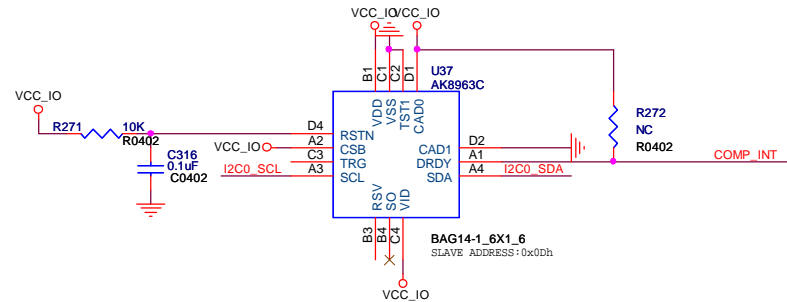 VCC_IO VCC_IO
B1
C1
C2
D1
U37
AK8963C
VDD
VSS
TST1
CAD0
VCC_IO
R271
10K
R0402
C316
0.1uF
C0402
VCC_IO
I2C0_SCL
D4
A2
C3
A3
RSTN
CSB
TRG
SCL
CAD1
DRDY
SDA
D2
A1
A4
I2C0_SDA
R272
NC
R0402
COMP_INT
RSV
SO
VID
B3
B4
C4
BAG14-1_6X1_6
SLAVE ADDRESS:0x0Dh
VCC_IO